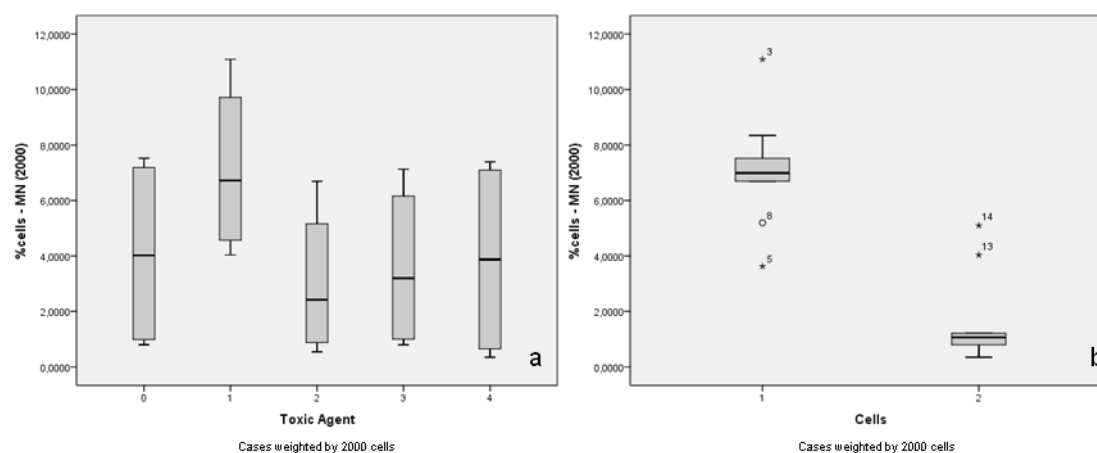 12,0000
10,0000
8,0000
6,0000
4,0000
2,0000
0,0000
%cells - MN (2000)
0 1 2 3 4
Toxic Agent
Cases weighted by 2000 cells
a
12,0000
10,0000
8,0000
6,0000
4,0000
2,0000
0,0000
%cells - MN (2000)
3
8
5
14
13
1 2
Cells
Cases weighted by 2000 cells
b